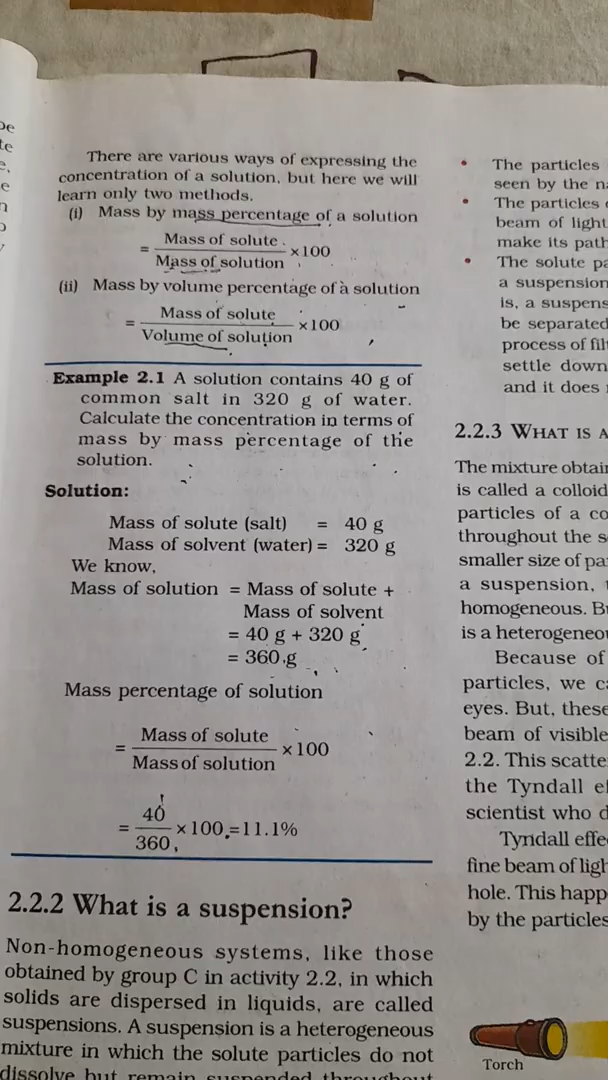 There are various ways of expressing the
concentration of a solution, but here we will
learn only two methods.
(i) Mass by mass percentage of a solution
= Mass of solute / Mass of solution ×100
(ii) Mass by volume percentage of a solution
= Mass of solute / Volume of solution ×100
Example 2.1 A solution contains 40 g of
common salt in 320 g of water.
Calculate the concentration in terms of
mass by mass percentage of the
solution.
Solution:
Mass of solute (salt) = 40 g
Mass of solvent (water) = 320 g
We know,
Mass of solution = Mass of solute +
Mass of solvent
= 40 g + 320 g
= 360 g
Mass percentage of solution
= Mass of solute / Mass of solution ×100
= 40 / 360 ×100 = 11.1%
2.2.2 What is a suspension?
Non-homogeneous systems, like those
obtained by group C in activity 2.2, in which
solids are dispersed in liquids, are called
suspensions. A suspension is a heterogeneous
mixture in which the solute particles do not
dissolve but remain suspended throughout
• The particles
seen by the
• The particles
beam of light
make its path
• The solute
a suspension
is, a
be separated
process of
settle down
and it does
2.2.3 WHAT IS A
The mixture
is called a colloid
particles of a
throughout the
smaller size of
a suspension,
homogeneous.
is a
Because of
particles, we
eyes. But, these
beam of visible
2.2. This
the Tyndall
scientist who
Tyndall
fine beam of
hole. This
by the particles
Torch